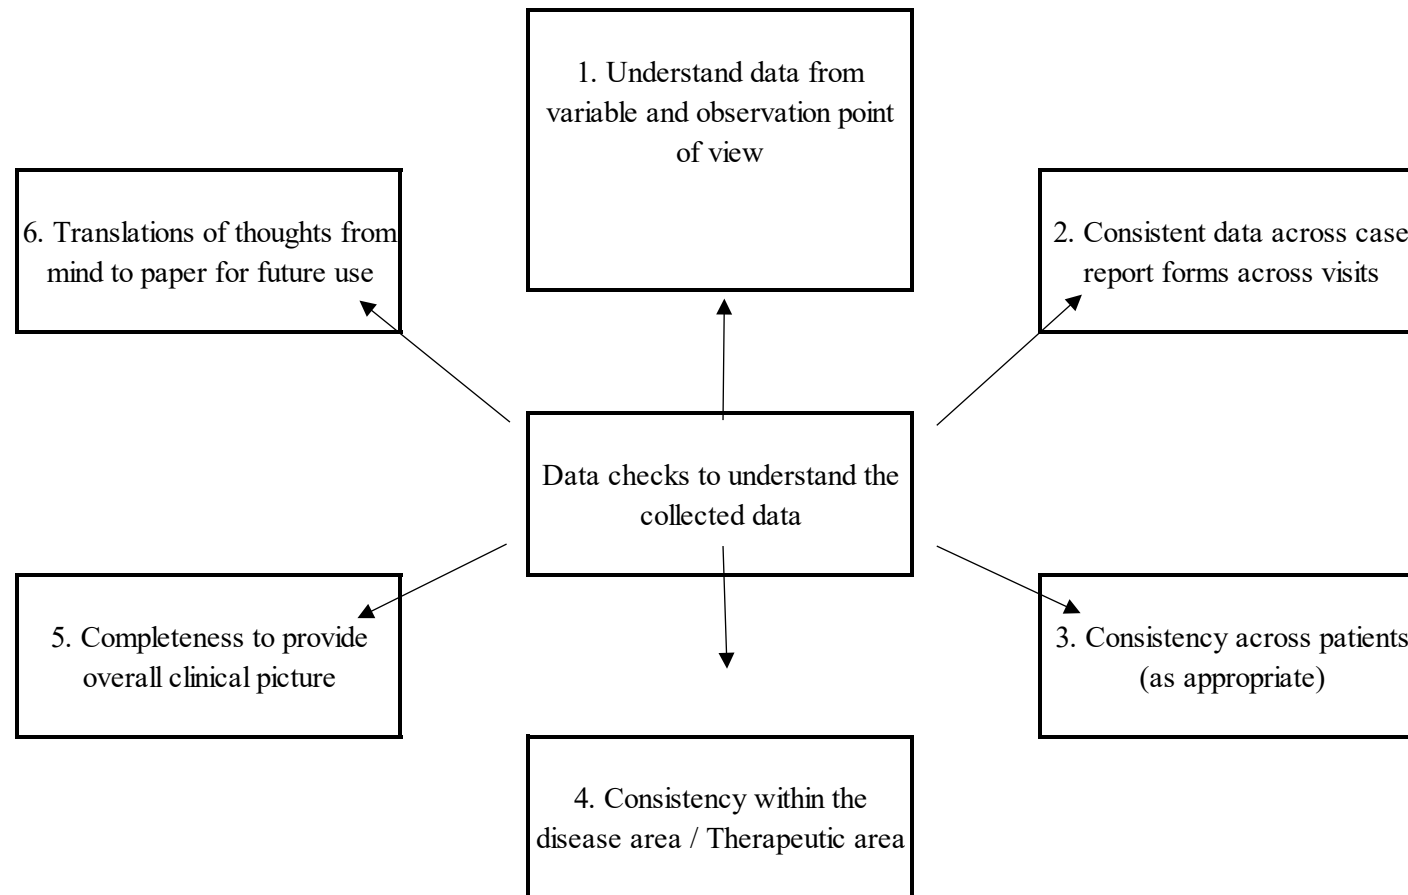 1. Understand data from
variable and observation point
of view
6. Translations of thoughts from
mind to paper for future use
2. Consistent data across case
report forms across visits
Data checks to understand the
collected data
5. Completeness to provide
overall clinical picture
3. Consistency across patients
(as appropriate)
4. Consistency within the
disease area / Therapeutic area